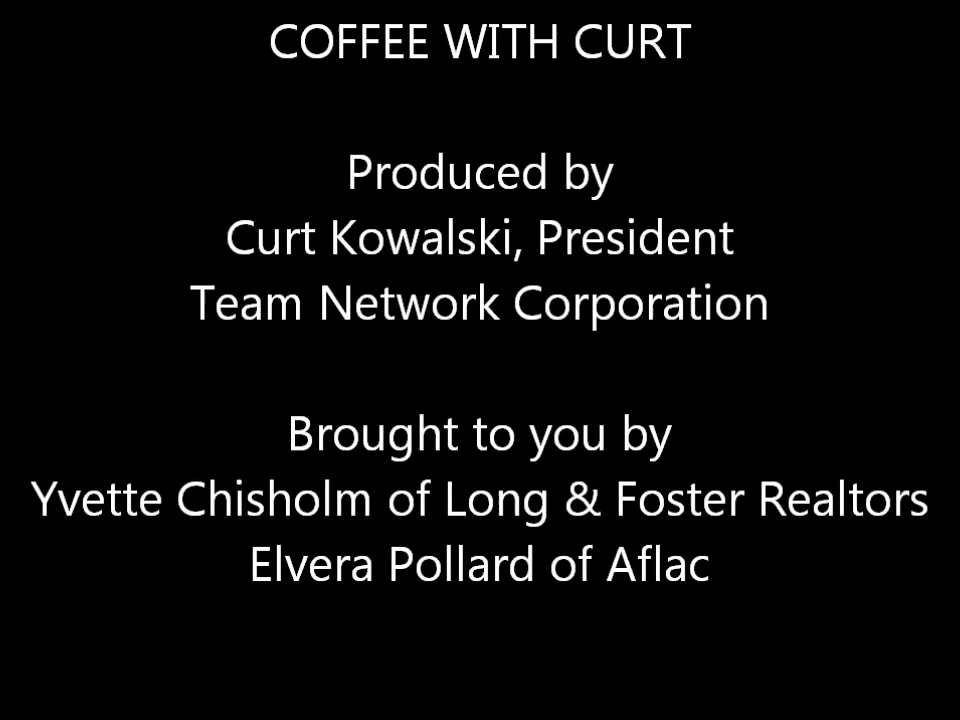 COFFEE WITH CURT
Produced by
Curt Kowalski, President
Team Network Corporation
Brought to you by
Yvette Chisholm of Long & Foster Realtors
Elvera Pollard of Aflac